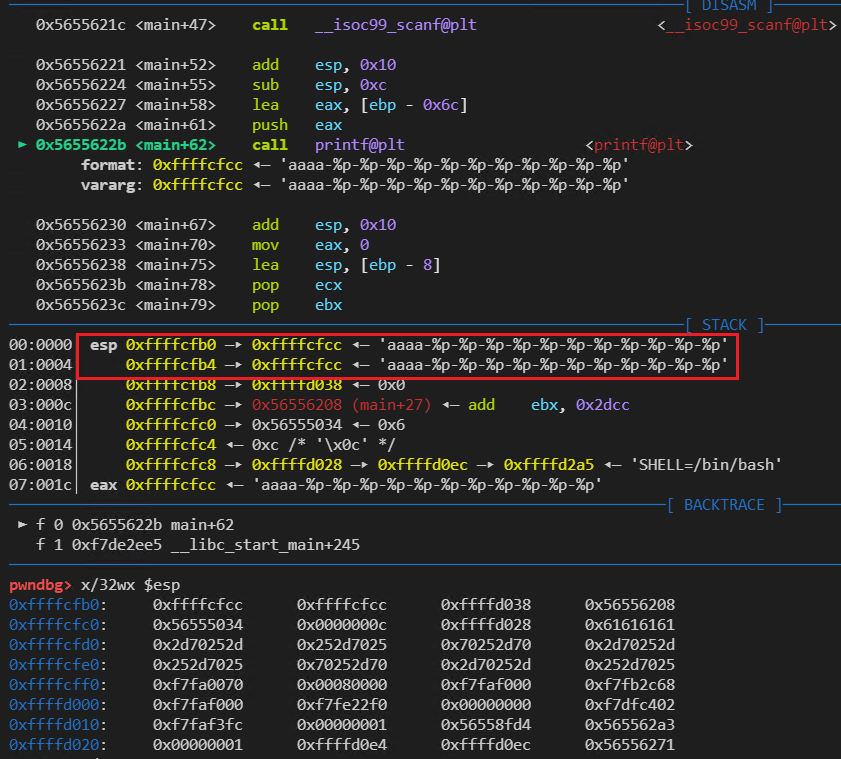 [ DISASM ]
0x5655621c <main+47> call __isoc99_scanf@plt <__isoc99_scanf@plt>
0x56556221 <main+52> add esp, 0x10
0x56556224 <main+55> sub esp, 0xc
0x56556227 <main+58> lea eax, [ebp - 0x6c]
0x5655622a <main+61> push eax
► 0x5655622b <main+62> call printf@plt <printf@plt>
format: 0xffffcfcc ◂— 'aaaa-%p-%p-%p-%p-%p-%p-%p-%p-%p-%p-%p'
vararg: 0xffffcfcc ◂— 'aaaa-%p-%p-%p-%p-%p-%p-%p-%p-%p-%p-%p'
0x56556230 <main+67> add esp, 0x10
0x56556233 <main+70> mov eax, 0
0x56556238 <main+75> lea esp, [ebp - 8]
0x5655623b <main+78> pop ecx
0x5655623c <main+79> pop ebx
[ STACK ]
00:0000│ esp 0xffffcfb0 —▸ 0xffffcfcc ◂— 'aaaa-%p-%p-%p-%p-%p-%p-%p-%p-%p-%p-%p'
01:0004│ 0xffffcfb4 —▸ 0xffffcfcc ◂— 'aaaa-%p-%p-%p-%p-%p-%p-%p-%p-%p-%p-%p'
02:0008│ 0xffffcfb8 —▸ 0xffffd038 ◂— 0x0
03:000c│ 0xffffcfbc —▸ 0x56556208 (main+27) ◂— add ebx, 0x2dcc
04:0010│ 0xffffcfc0 —▸ 0x56555034 ◂— 0x6
05:0014│ 0xffffcfc4 ◂— 0xc /* '\x0c' */
06:0018│ 0xffffcfc8 —▸ 0xffffd028 —▸ 0xffffd0ec —▸ 0xffffd2a5 ◂— 'SHELL=/bin/bash'
07:001c│ eax 0xffffcfcc ◂— 'aaaa-%p-%p-%p-%p-%p-%p-%p-%p-%p-%p-%p'
[ BACKTRACE ]
► f 0 0x5655622b main+62
f 1 0xf7de2ee5 __libc_start_main+245
pwndbg> x/32wx $esp
0xffffcfb0: 0xffffcfcc 0xffffcfcc 0xffffd038 0x56556208
0xffffcfc0: 0x56555034 0x0000000c 0xffffd028 0x61616161
0xffffcfd0: 0x2d70252d 0x252d7025 0x70252d70 0x2d70252d
0xffffcfe0: 0x252d7025 0x70252d70 0x2d70252d 0x252d7025
0xffffcff0: 0xf7fa0070 0x00080000 0xf7faf000 0xf7fb2c68
0xffffd000: 0xf7faf000 0xf7fe22f0 0x00000000 0xf7dfc402
0xffffd010: 0xf7faf3fc 0x00000001 0x56558fd4 0x565562a3
0xffffd020: 0x00000001 0xffffd0e4 0xffffd0ec 0x56556271